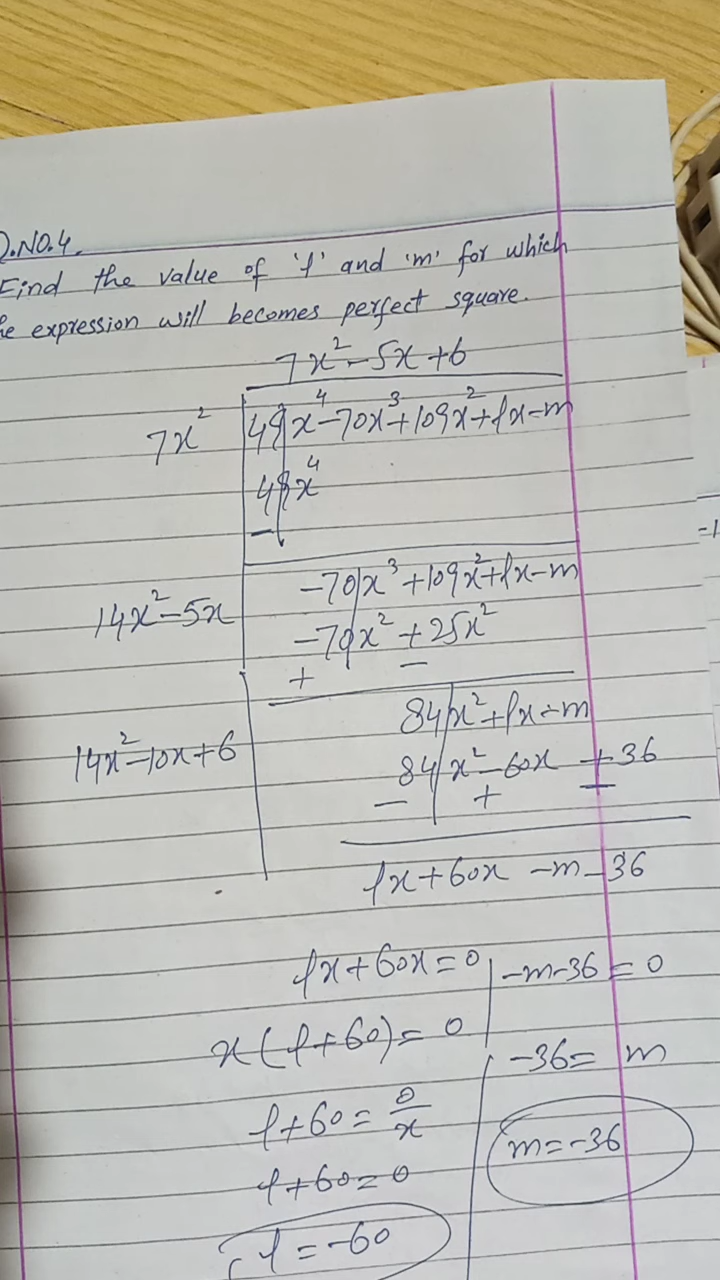 Q.NO.4.
Find the value of 'l' and 'm' for which
he expression will becomes perfect square.
7x² - 5x + 6
7x² 49x⁴ - 70x³ + 109x² + lx - m
49x⁴
-
-70x³ + 109x² + lx - m
14x² - 5x -70x² + 25x²
+ -
84x² + lx - m
14x² - 10x + 6 84x² - 60x + 36
- + -
lx + 60x - m - 36
lx + 60x = 0 -m - 36 = 0
x(l + 60) = 0
-36 = m
l + 60 = 0/x
m = -36
l + 60 = 0
l = -60